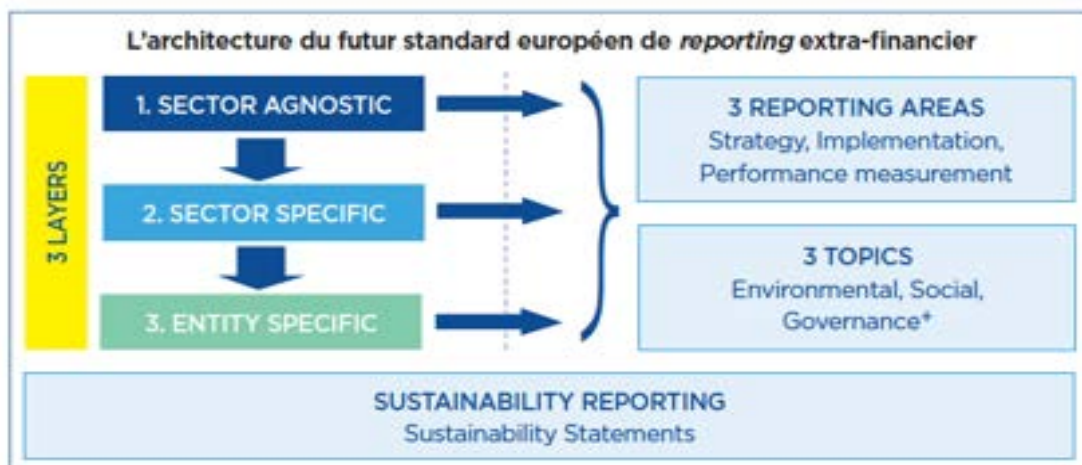 L'architecture du futur standard européen de reporting extra-financier
3 LAYERS
1. SECTOR AGNOSTIC
2. SECTOR SPECIFIC
3. ENTITY SPECIFIC
3 REPORTING AREAS
Strategy, Implementation,
Performance measurement
3 TOPICS
Environmental, Social,
Governance+
SUSTAINABILITY REPORTING
Sustainability Statements